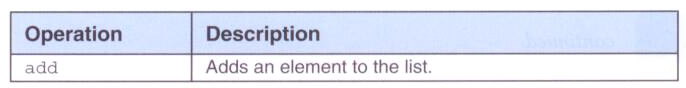 Operation Description
add Adds an element to the list.